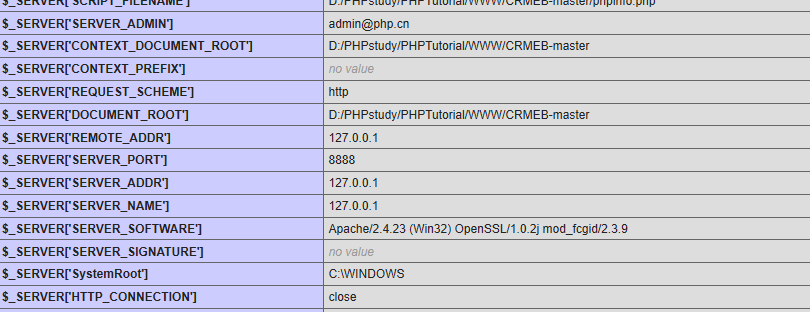 $_SERVER['SCRIPT_FILENAME'] D:/PHPstudy/PHPTutorial/WWW/CRMEB-master/phpinfo.php
$_SERVER['SERVER_ADMIN'] admin@php.cn
$_SERVER['CONTEXT_DOCUMENT_ROOT'] D:/PHPstudy/PHPTutorial/WWW/CRMEB-master
$_SERVER['CONTEXT_PREFIX'] no value
$_SERVER['REQUEST_SCHEME'] http
$_SERVER['DOCUMENT_ROOT'] D:/PHPstudy/PHPTutorial/WWW/CRMEB-master
$_SERVER['REMOTE_ADDR'] 127.0.0.1
$_SERVER['SERVER_PORT'] 8888
$_SERVER['SERVER_ADDR'] 127.0.0.1
$_SERVER['SERVER_NAME'] 127.0.0.1
$_SERVER['SERVER_SOFTWARE'] Apache/2.4.23 (Win32) OpenSSL/1.0.2j mod_fcgid/2.3.9
$_SERVER['SERVER_SIGNATURE'] no value
$_SERVER['SystemRoot'] C:\WINDOWS
$_SERVER['HTTP_CONNECTION'] close